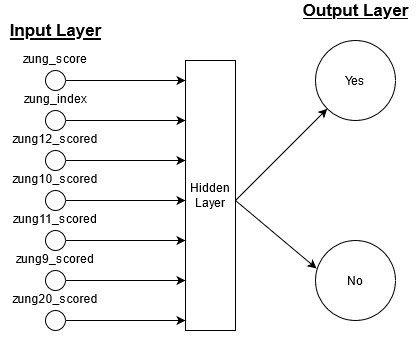 Output Layer
Input Layer
zung_score
zung_index
zung12_scored
zung10_scored
zung11_scored
zung9_scored
zung20_scored
Hidden
Layer
Yes
No